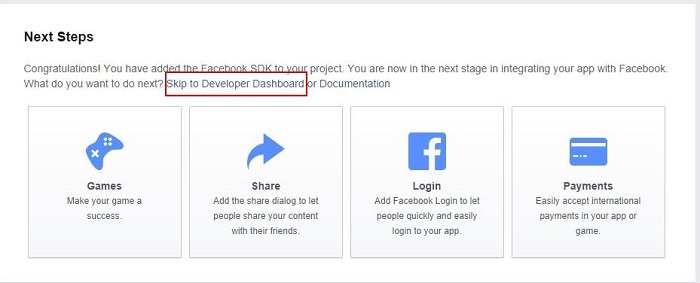 Next Steps
Congratulations! You have added the Facebook SDK to your project. You are now in the next stage in integrating your app with Facebook.
What do you want to do next? Skip to Developer Dashboard or Documentation
Games
Make your game a
success.
Share
Add the share dialog to let
people share your content
with their friends.
Login
Add Facebook Login to let
people quickly and easily
login to your app.
Payments
Easily accept international
payments in your app or
game.